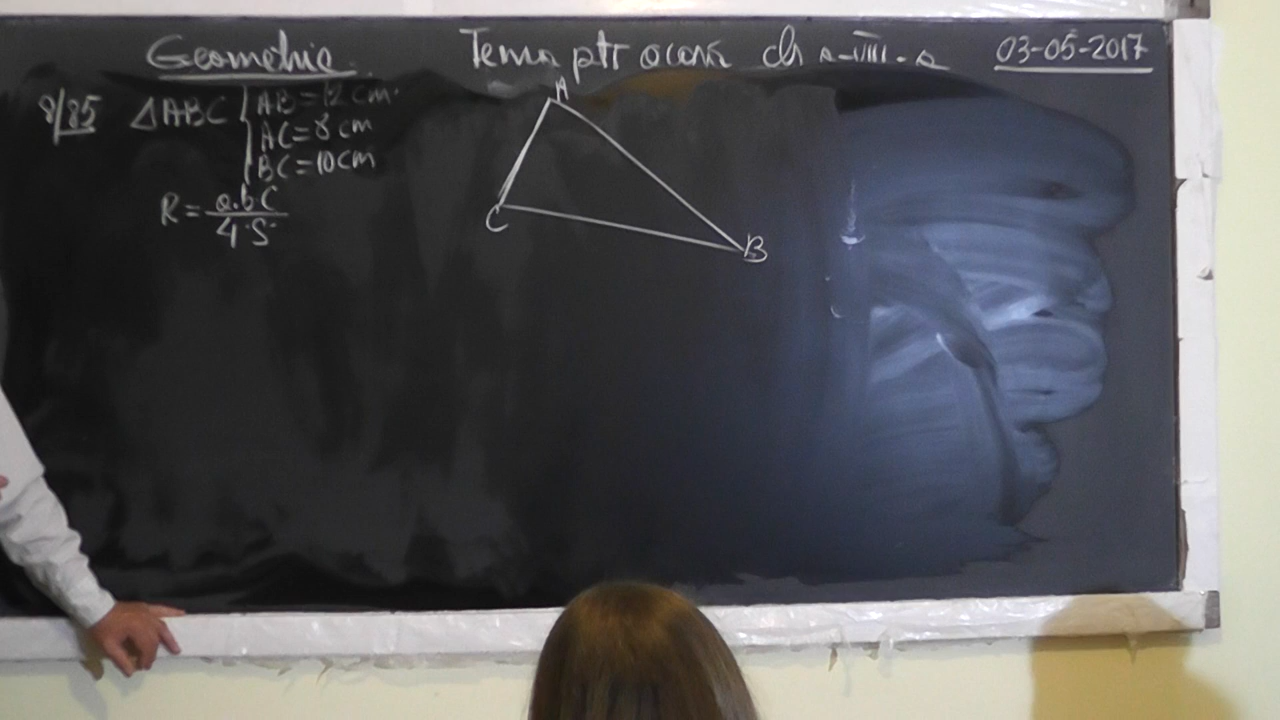 Geometrie
Tema ptr acasă cls a-VIII-a
03-05-2017
8/85 ΔABC { AB=12 cm.
AC=8 cm
BC=10 cm
R = a.b.c / 4.S
A
C
B